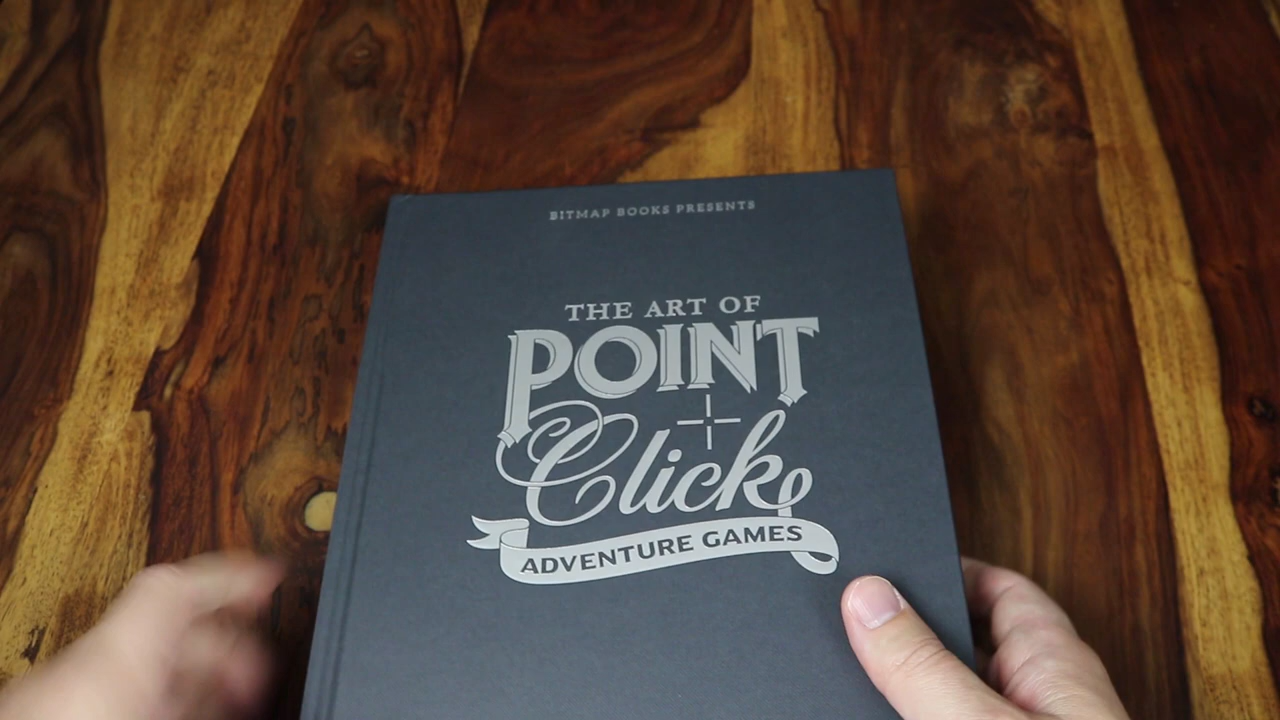 BITMAP BOOKS PRESENTS
THE ART OF
POINT
Click
ADVENTURE GAMES